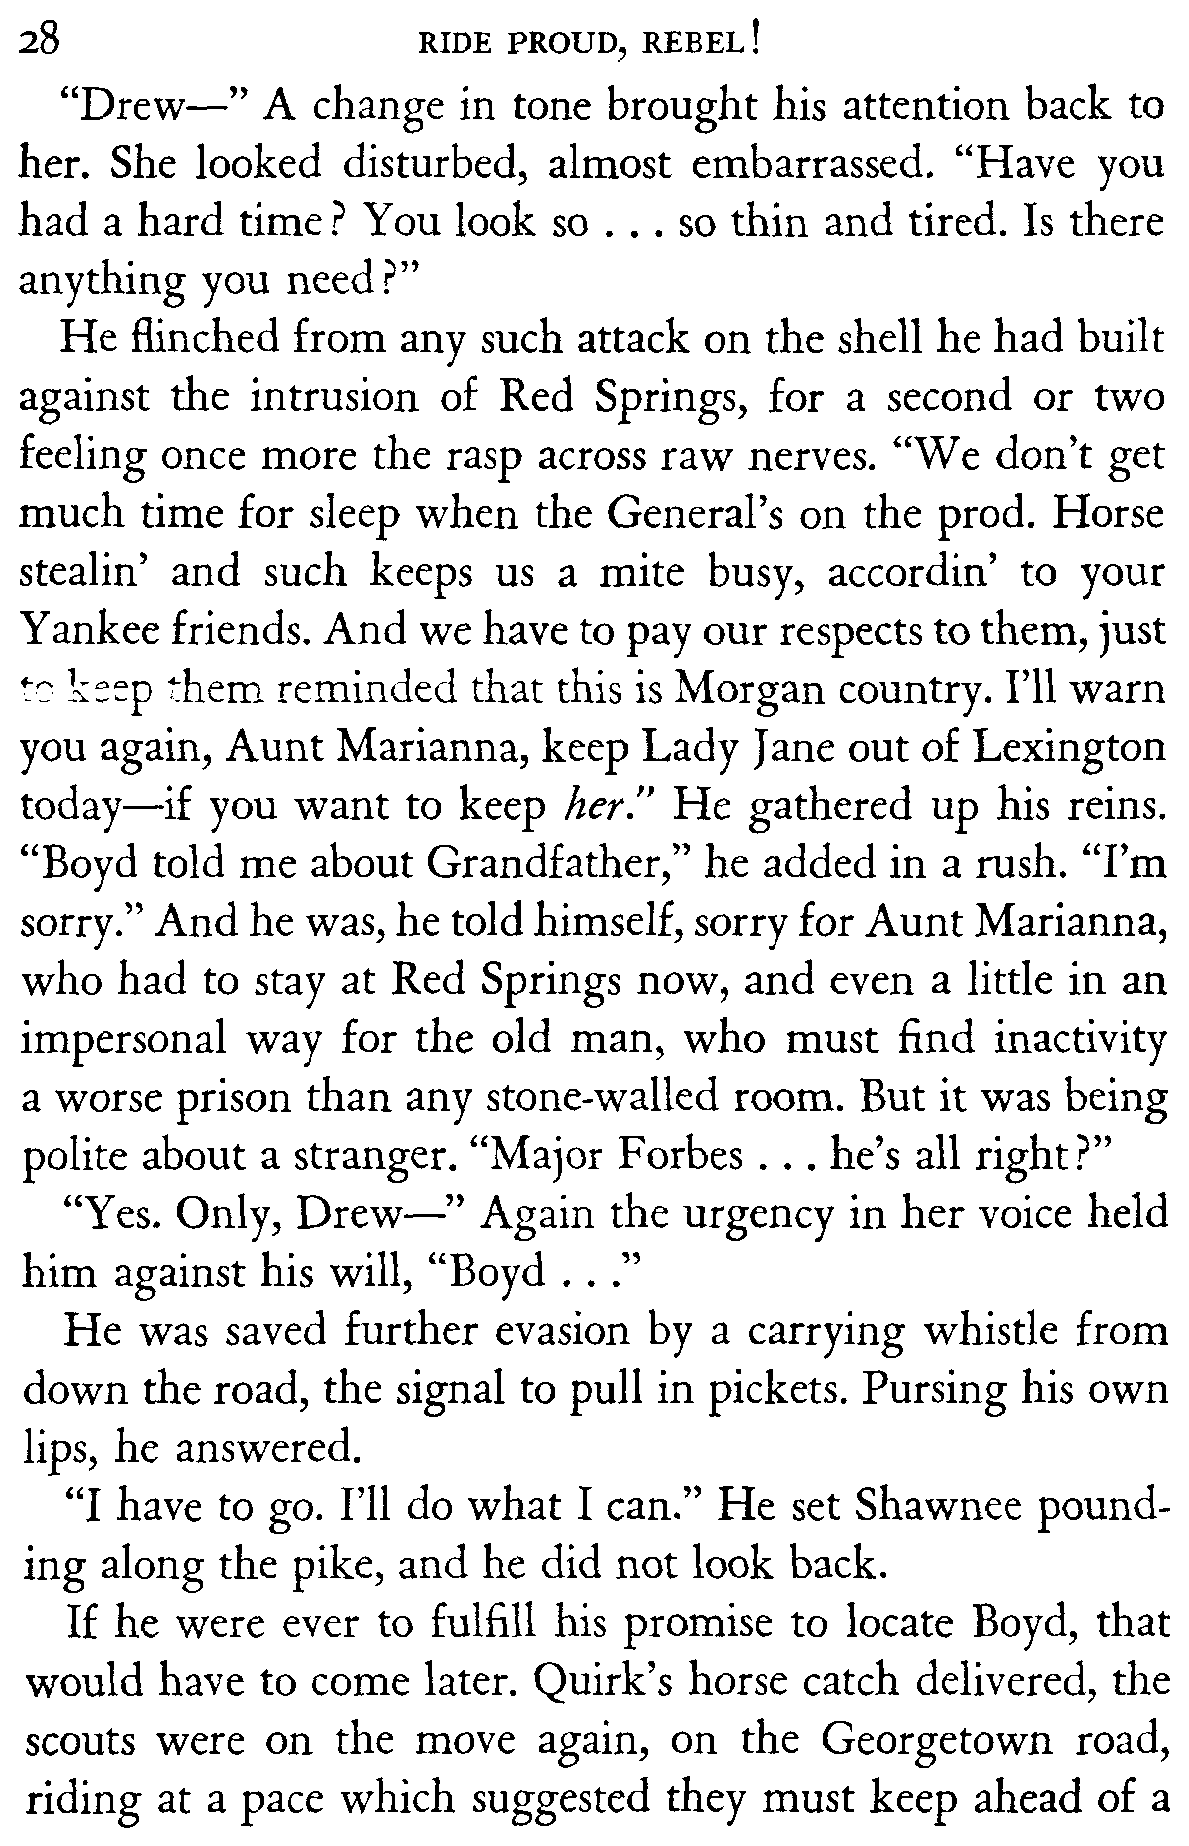 28 RIDE PROUD, REBEL!
“Drew—” A change in tone brought his attention back to
her. She looked disturbed, almost embarrassed. “Have you
had a hard time? You look so . . . so thin and tired. Is there
anything you need?”
He flinched from any such attack on the shell he had built
against the intrusion of Red Springs, for a second or two
feeling once more the rasp across raw nerves. “We don’t get
much time for sleep when the General’s on the prod. Horse
stealin’ and such keeps us a mite busy, accordin’ to your
Yankee friends. And we have to pay our respects to them, just
to keep them reminded that this is Morgan country. I’ll warn
you again, Aunt Marianna, keep Lady Jane out of Lexington
today—if you want to keep her.” He gathered up his reins.
“Boyd told me about Grandfather,” he added in a rush. “I’m
sorry.” And he was, he told himself, sorry for Aunt Marianna,
who had to stay at Red Springs now, and even a little in an
impersonal way for the old man, who must find inactivity
a worse prison than any stone-walled room. But it was being
polite about a stranger. “Major Forbes . . . he’s all right?”
“Yes. Only, Drew—” Again the urgency in her voice held
him against his will, “Boyd . . .”
He was saved further evasion by a carrying whistle from
down the road, the signal to pull in pickets. Pursing his own
lips, he answered.
“I have to go. I’ll do what I can.” He set Shawnee pound-
ing along the pike, and he did not look back.
If he were ever to fulfill his promise to locate Boyd, that
would have to come later. Quirk’s horse catch delivered, the
scouts were on the move again, on the Georgetown road,
riding at a pace which suggested they must keep ahead of a